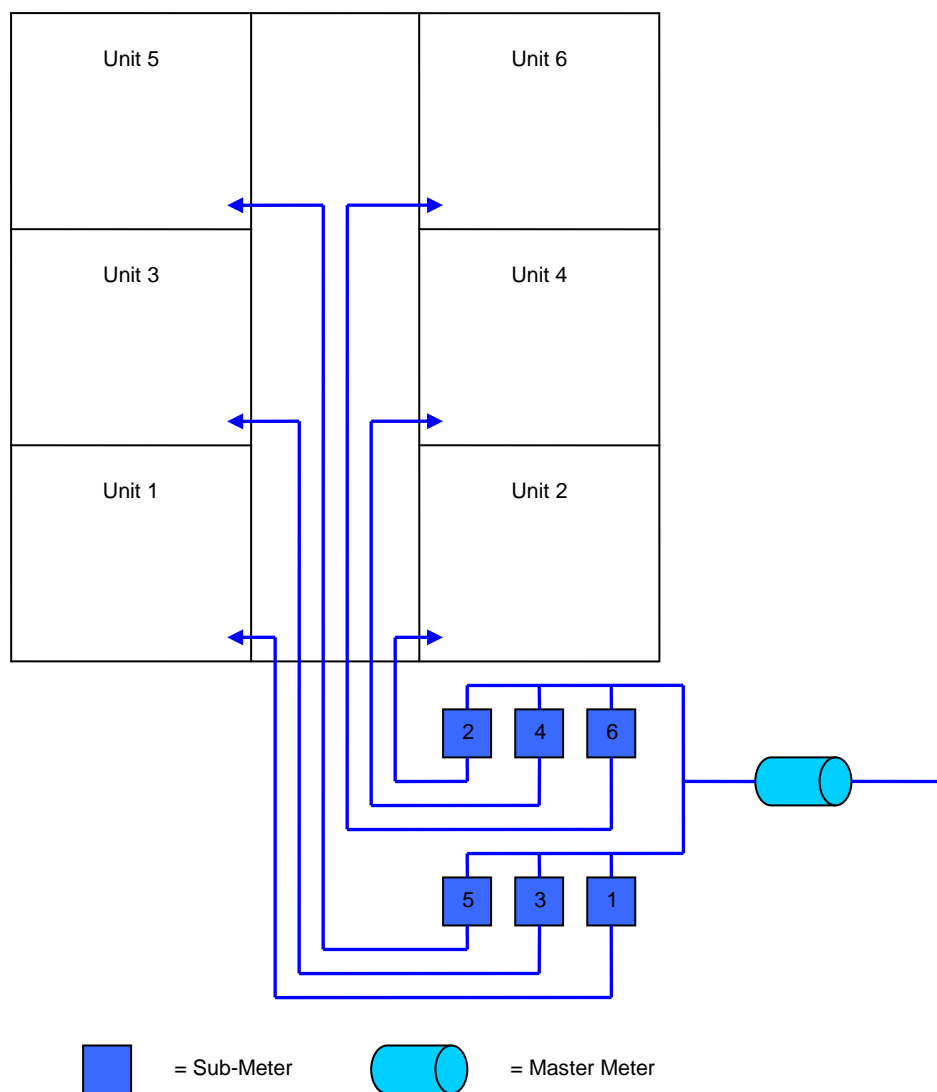 Unit 5
Unit 6
Unit 3
Unit 4
Unit 1
Unit 2
2
4
6
5
3
1
= Sub-Meter
= Master Meter